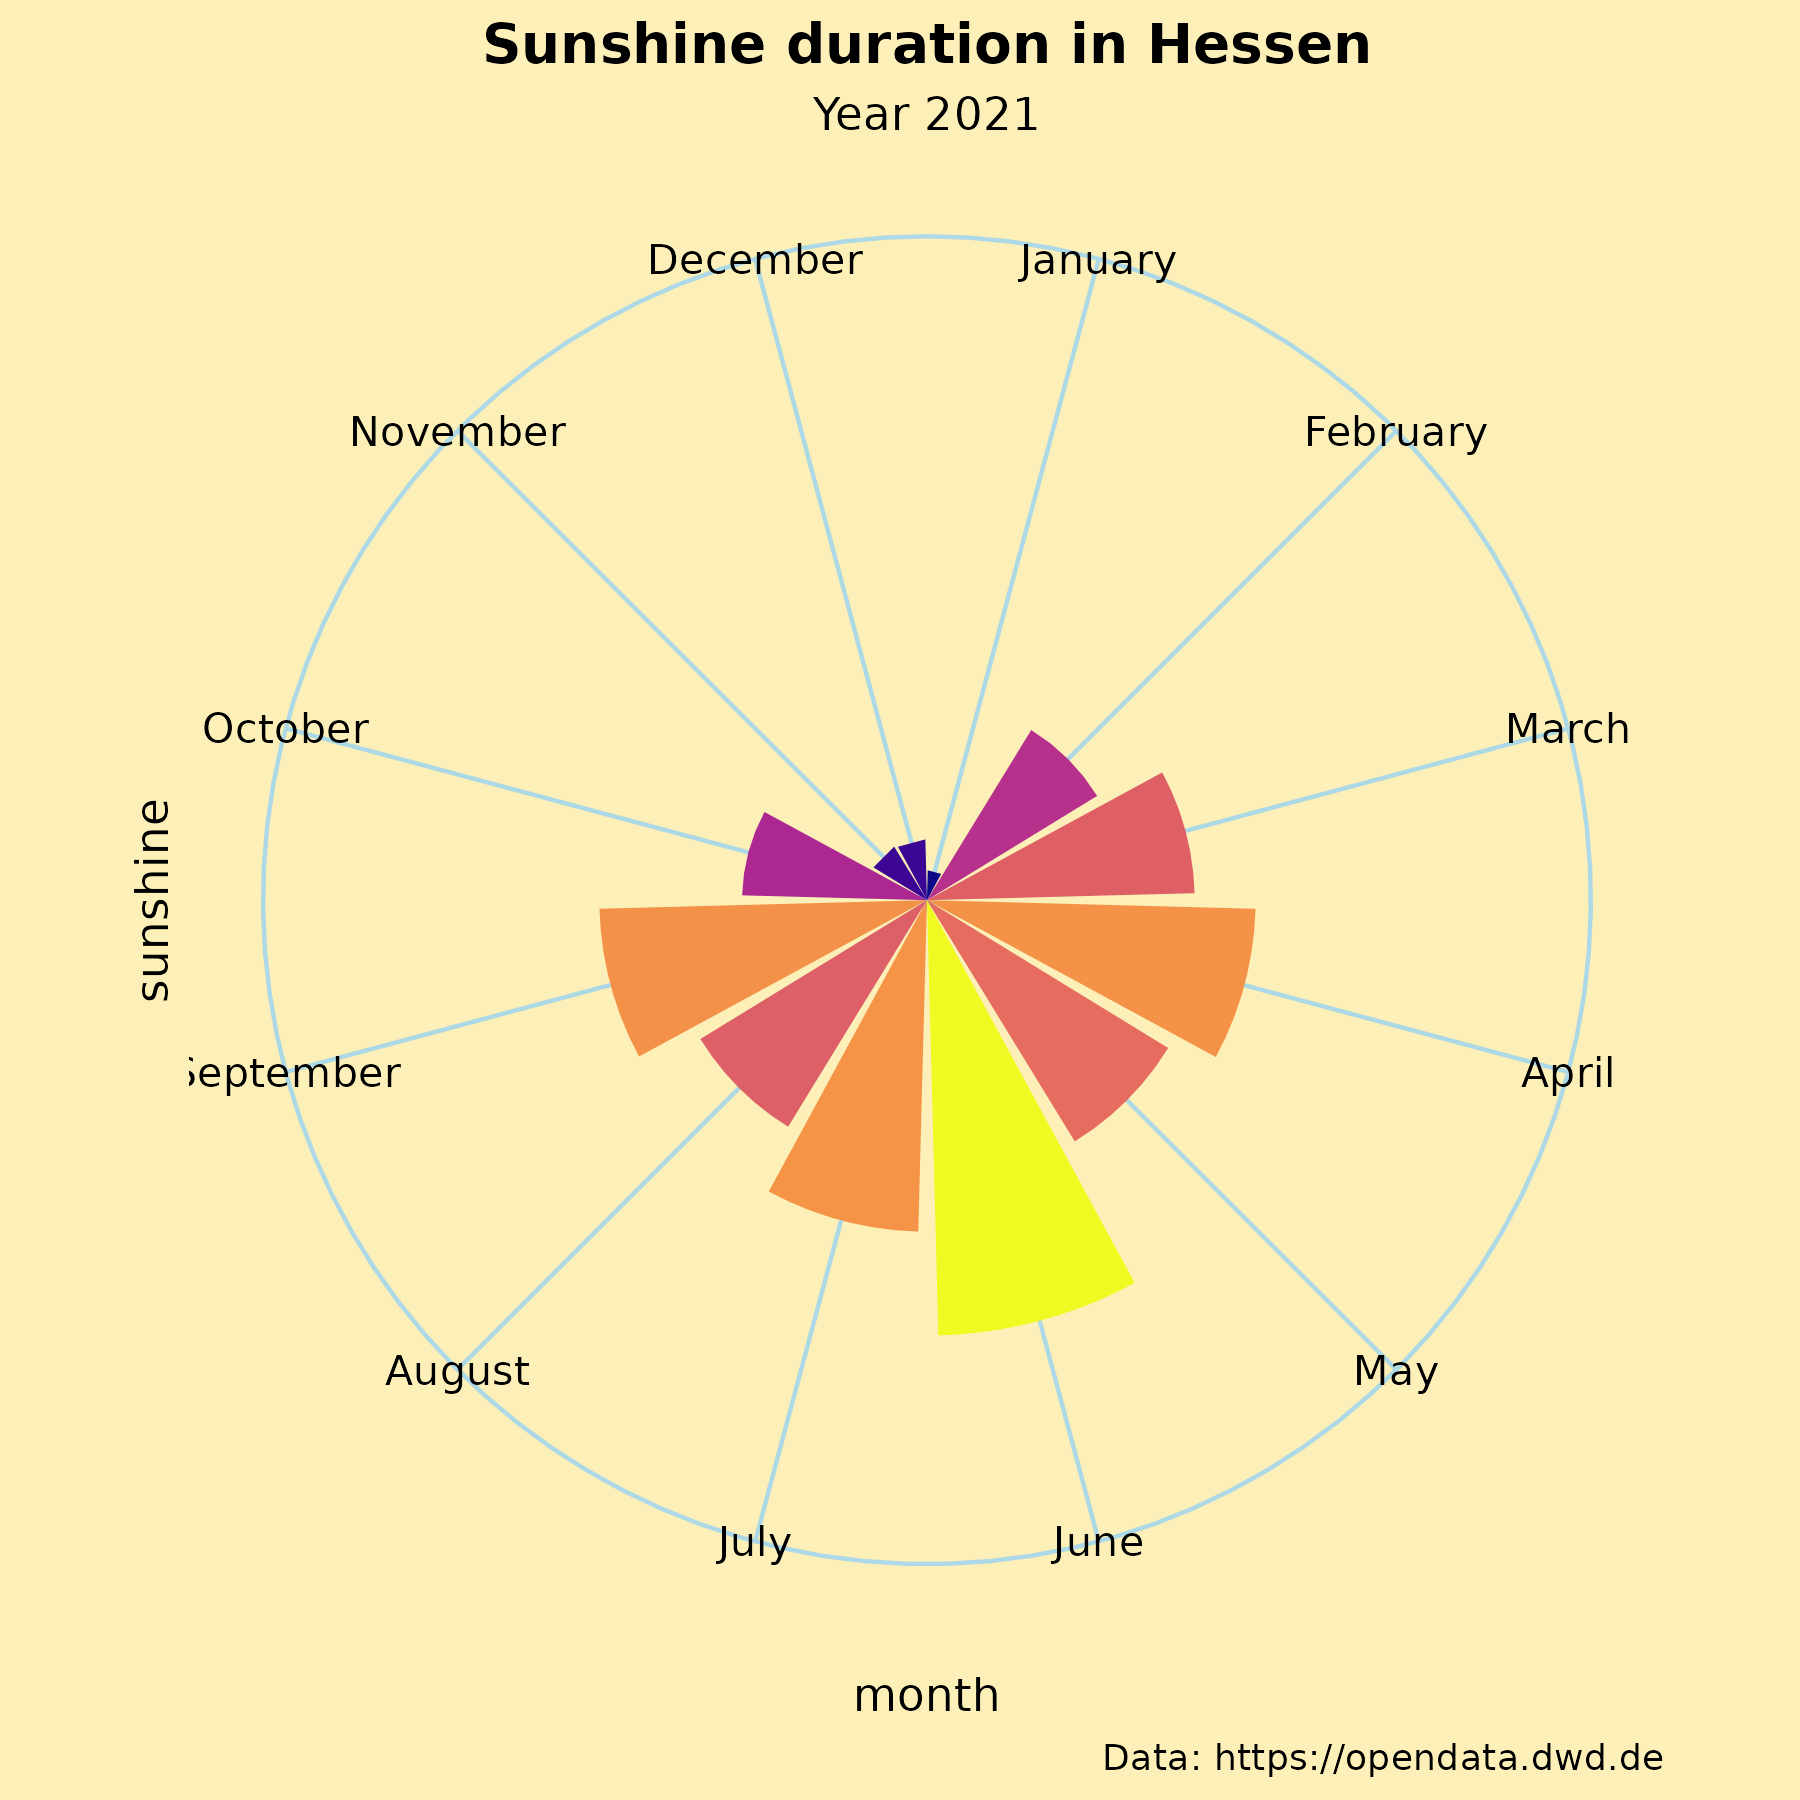 Sunshine duration in Hessen
Year 2021
December
January
November
February
October
March
sunshine
September
April
August
May
July
June
month
Data: https://opendata.dwd.de